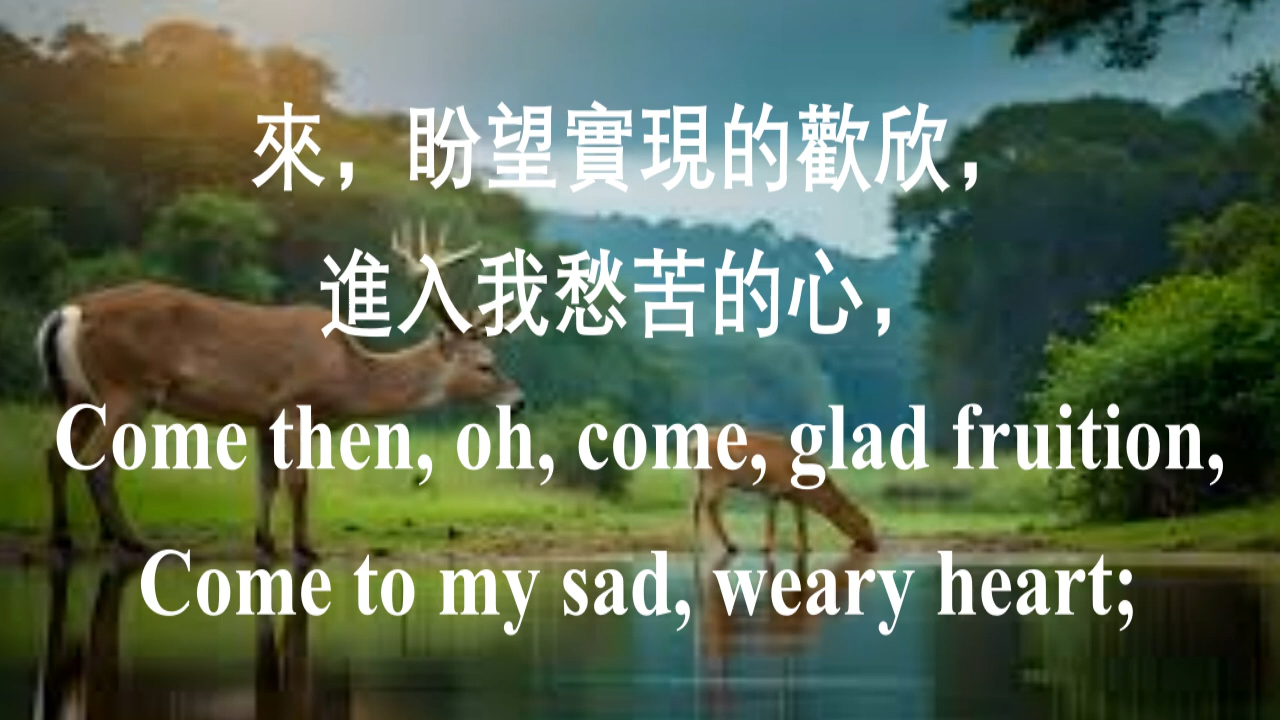 來，盼望實現的歡欣，
進入我愁苦的心，
Come then, oh, come, glad fruition,
Come to my sad, weary heart;